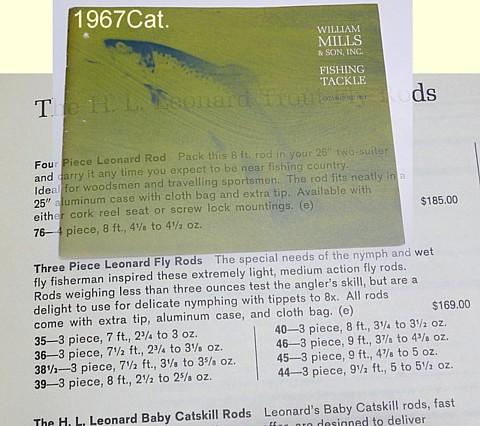 1967Cat.
WILLIAM
MILLS
& SON, INC.
FISHING
TACKLE
The H. L. Leonard Trout Fly Rods
Four Piece Leonard Rod Pack this 8 ft. rod in your 26" two-suiter
and carry it any time you expect to be near fishing country.
Ideal for woodsmen and travelling sportsmen. The rod fits neatly in a
25" aluminum case with cloth bag and extra tip. Available with
either cork reel seat or screw lock mountings. (e) $185.00
76—4 piece, 8 ft., 4⅛ to 4½ oz.
Three Piece Leonard Fly Rods The special needs of the nymph and wet
fly fisherman inspired these extremely light, medium action fly rods.
Rods weighing less than three ounces test the angler's skill, but are a
delight to use for delicate nymphing with tippets to 8x. All rods
come with extra tip, aluminum case, and cloth bag. (e) $169.00
35—3 piece, 7 ft., 2¾ to 3 oz.
36—3 piece, 7½ ft., 2¾ to 3⅛ oz.
38½—3 piece, 7½ ft., 3⅛ to 3⅝ oz.
39—3 piece, 8 ft., 2½ to 2⅝ oz.
40—3 piece, 8 ft., 3¼ to 3½ oz.
46—3 piece, 9 ft., 3⅞ to 4⅜ oz.
45—3 piece, 9 ft., 4⅞ to 5 oz.
44—3 piece, 9½ ft., 5 to 5½ oz.
The H. L. Leonard Baby Catskill Rods Leonard's Baby Catskill rods, fast
are designed to deliver